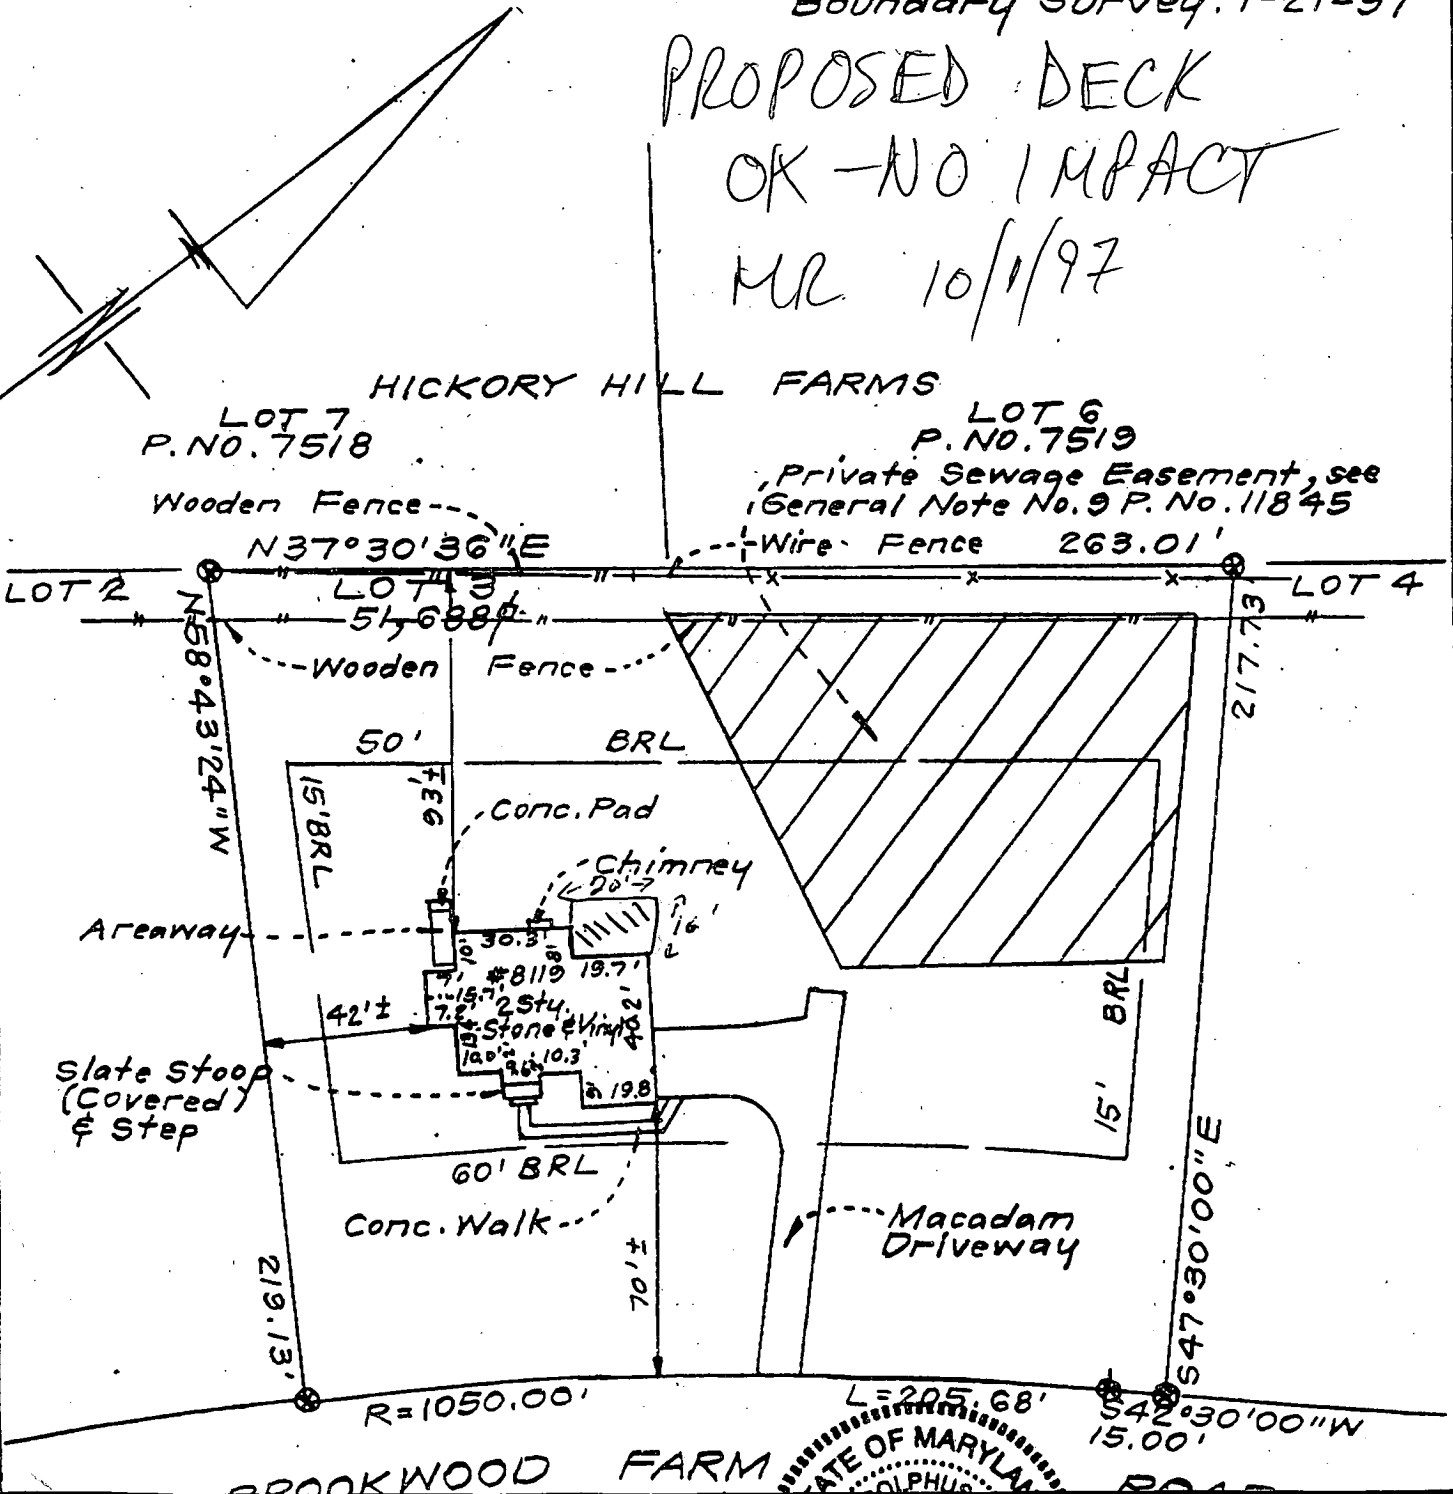 Boundary Survey: 1-21-97
PROPOSED DECK
OK - NO IMPACT
MR 10/1/97
HICKORY HILL FARMS
LOT 7
P. NO. 7518
LOT 6
P. NO. 7519
Private Sewage Easement, see
General Note No. 9 P. No. 11845
Wooden Fence
Wire Fence
N37°30'36"E
263.01'
LOT 2
LOT 3
LOT 4
51,688
Wooden Fence
N58°43'24"W
217.73'
50' BRL
15' BRL
93'±
Conc. Pad
Chimney
20'
16'
Areaway
30.3'
10'
8'
#8119
19.7'
9'
15.7'
7.2'
2 Sty.
Stone & Vinyl
40.2'
42'±
10.0'
10.3'
19.8
Slate Stoop
(Covered)
& Step
BRL
15'
60' BRL
Conc. Walk
Macadam
Driveway
70'±
219.13'
S47°30'00"E
R=1050.00'
L=205.68'
S42°30'00"W
15.00'
BROOKWOOD FARM ROAD
STATE OF MARYLAND